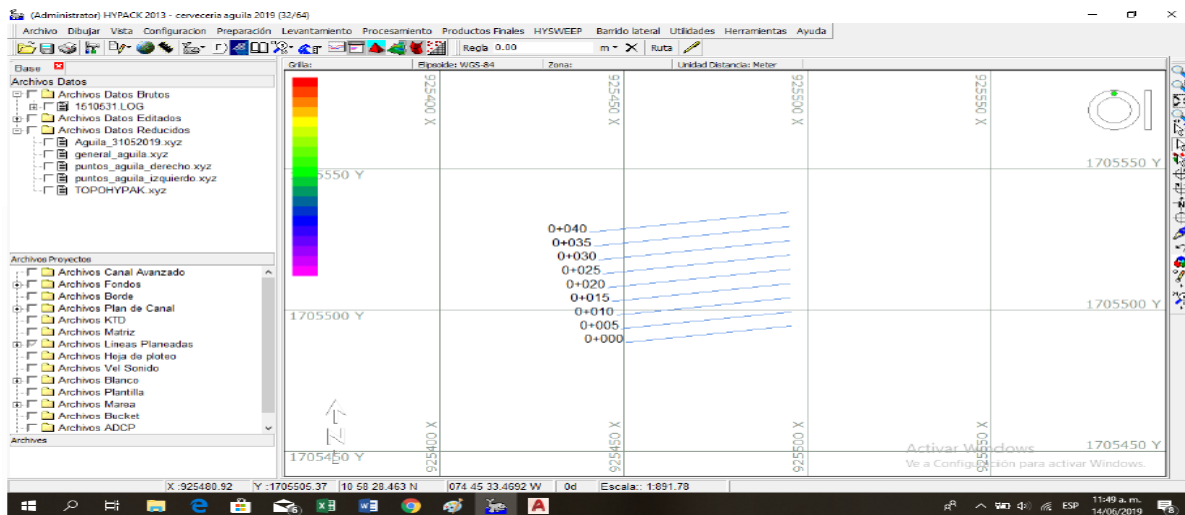 (Administrator) HYPACK 2013 - cerveceria aguila 2019 (32/64)
Archivo Dibujar Vista Configuracion Preparación Levantamiento Procesamiento Productos Finales HYSWEEP Barrido lateral Utilidades Herramientas Ayuda
Regla 0.00 m Ruta
Base
Grilla: Elipsoide: WGS-84 Zona: Unidad Distancia: Meter
Archivos Datos
Archivos Datos Brutos
1510531.LOG
Archivos Datos Editados
Archivos Datos Reducidos
Aguila_31052019.xyz
general_aguila.xyz
puntos_aguila_derecho.xyz
puntos_aguila_izquierdo.xyz
TOPOHYPAK.xyz
Archivos Proyectos
Archivos Canal Avanzado
Archivos Fondos
Archivos Borde
Archivos Plan de Canal
Archivos KTD
Archivos Matriz
Archivos Lineas Planeadas
Archivos Hoja de ploteo
Archivos Vel Sonido
Archivos Blanco
Archivos Plantilla
Archivos Marea
Archivos Bucket
Archivos ADCP
Archives
925400 X 925450 X 925500 X 925550 X
5550 Y 1705550 Y
0+040
0+035
0+030
0+025
0+020
0+015
0+010
0+005
0+000
1705500 Y 1705500 Y
N
925400 X 925450 X 925500 X 925550 X
1705450 Y 1705450 Y
Activar Windows
Ve a Configuración para activar Windows.
X :925480.92 Y :1705505.37 10 58 28.463 N 074 45 33.4692 W 0d Escala:: 1:891.78
ESP 11:49 a. m.
14/06/2019